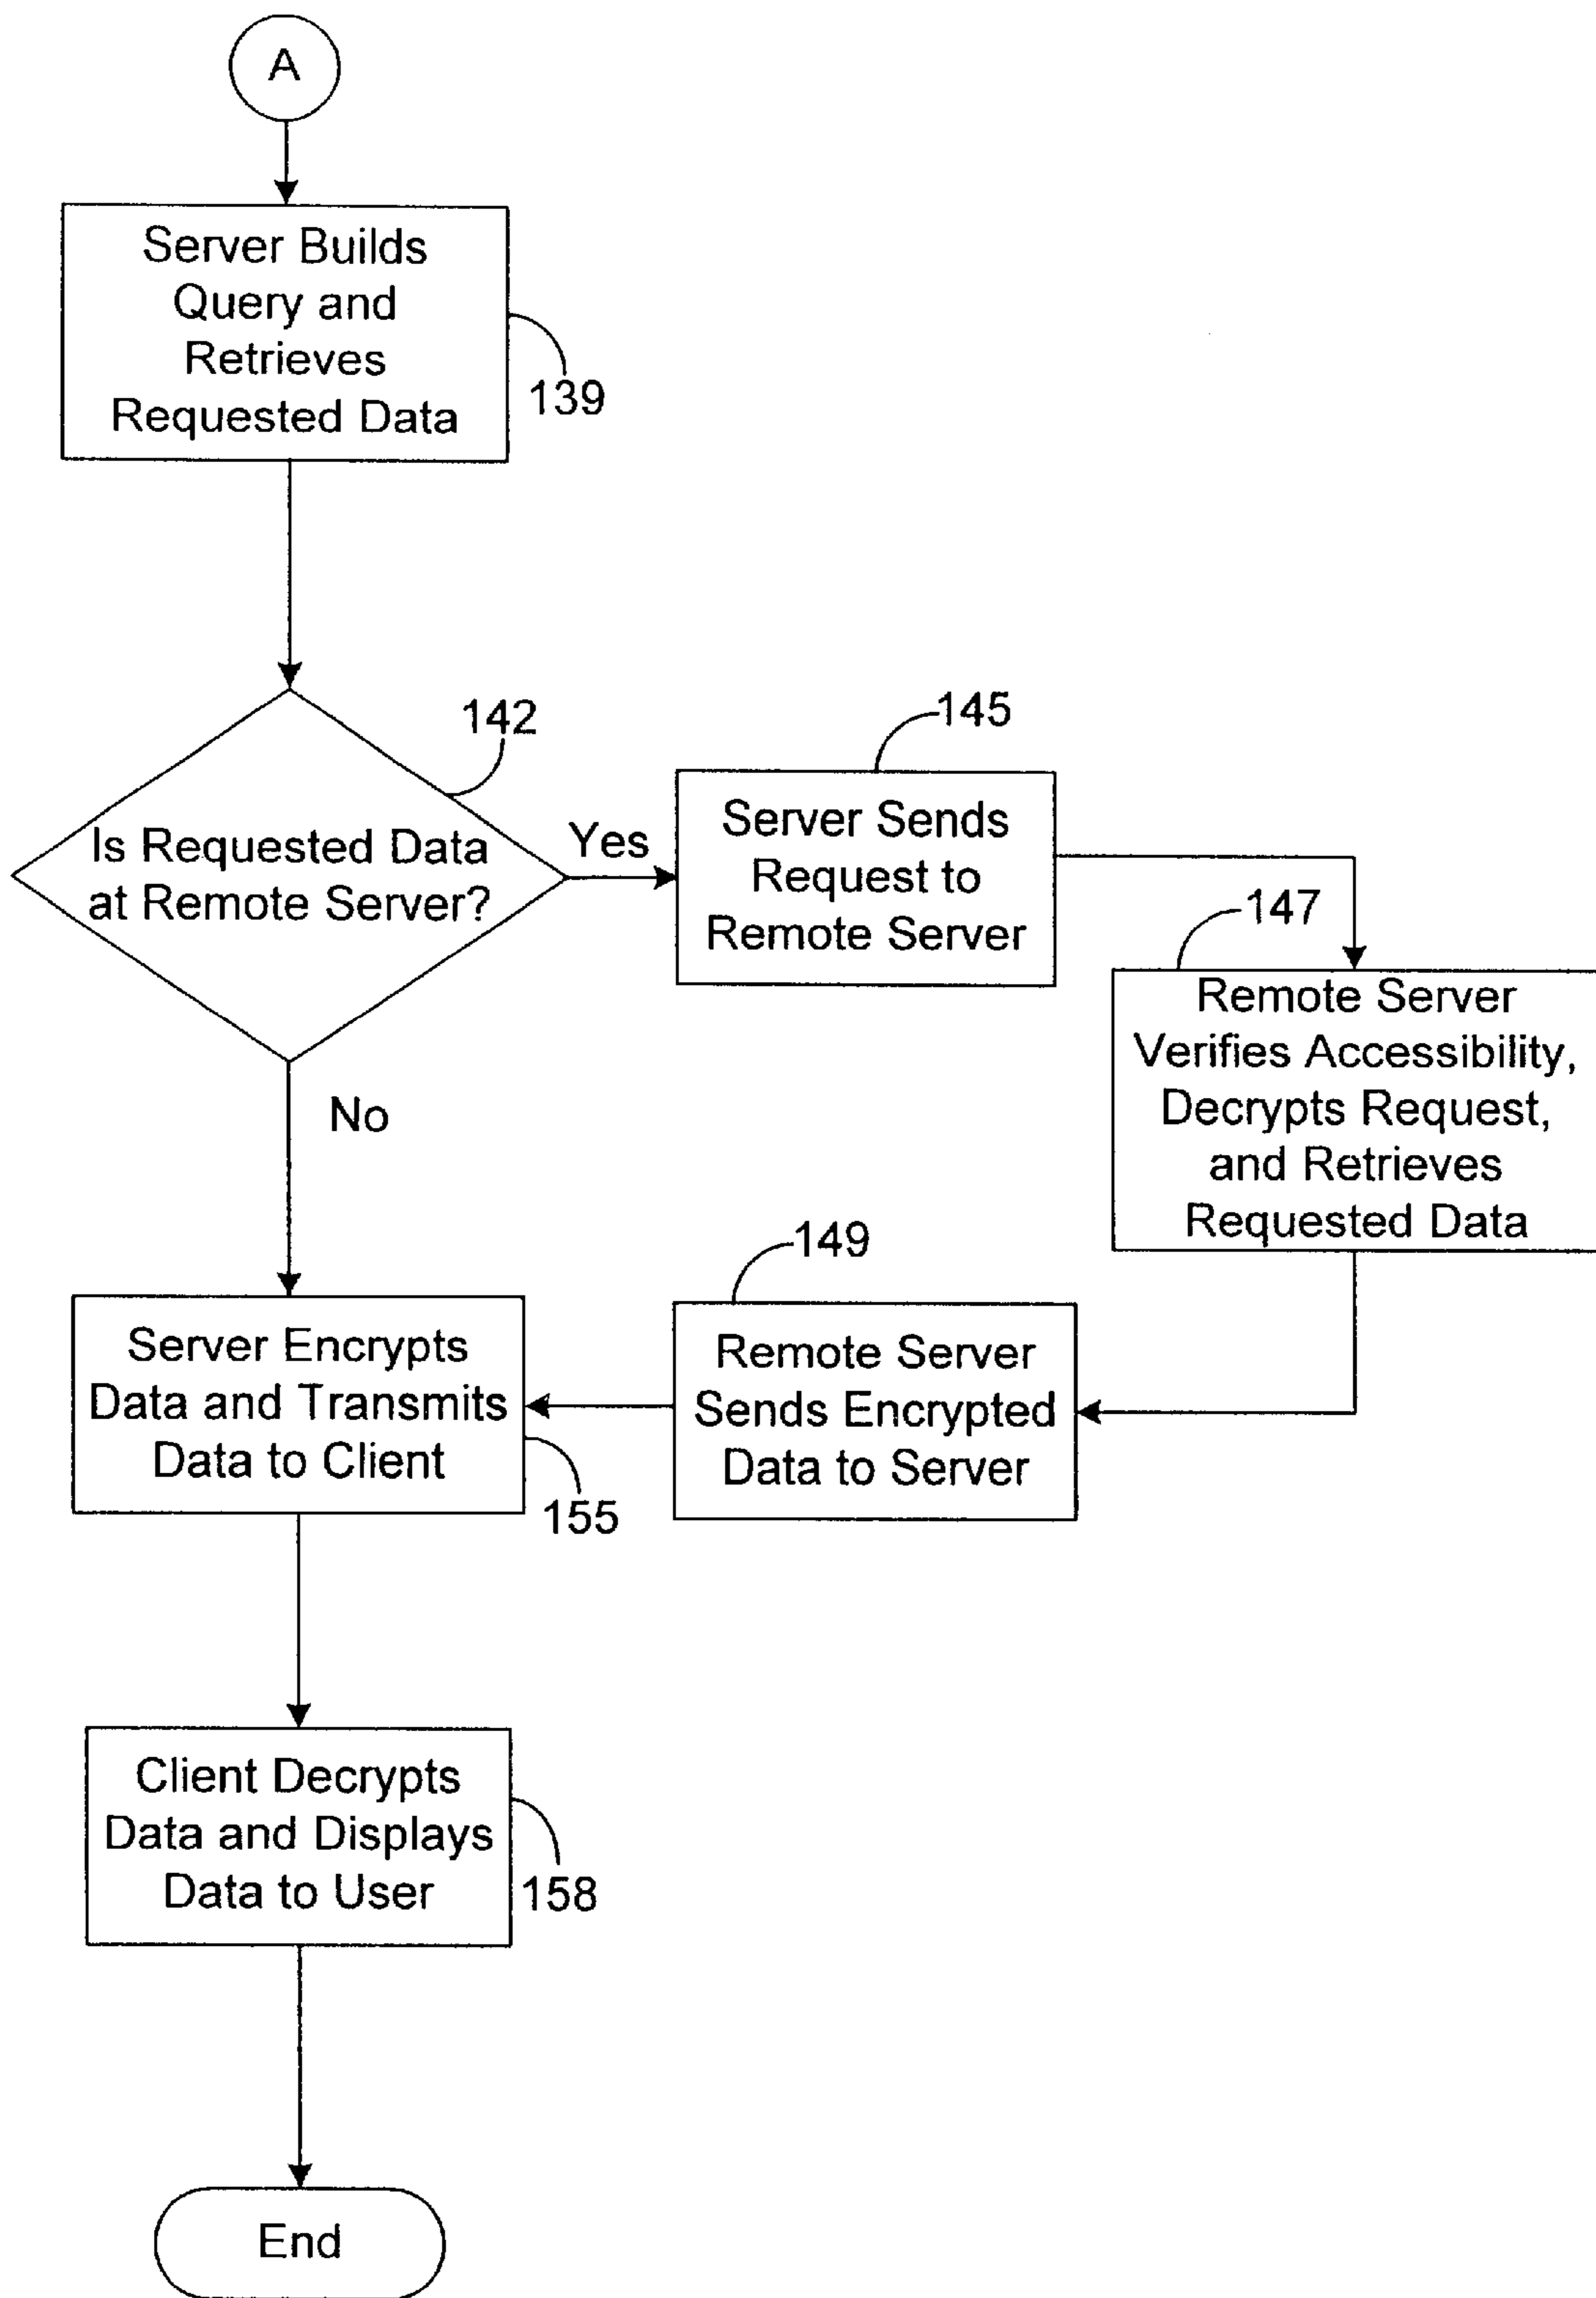 A
Server Builds
Query and
Retrieves
Requested Data
139
142
Is Requested Data
at Remote Server?
Yes
No
145
Server Sends
Request to
Remote Server
147
Remote Server
Verifies Accessibility,
Decrypts Request,
and Retrieves
Requested Data
149
Remote Server
Sends Encrypted
Data to Server
Server Encrypts
Data and Transmits
Data to Client
155
Client Decrypts
Data and Displays
Data to User
158
End